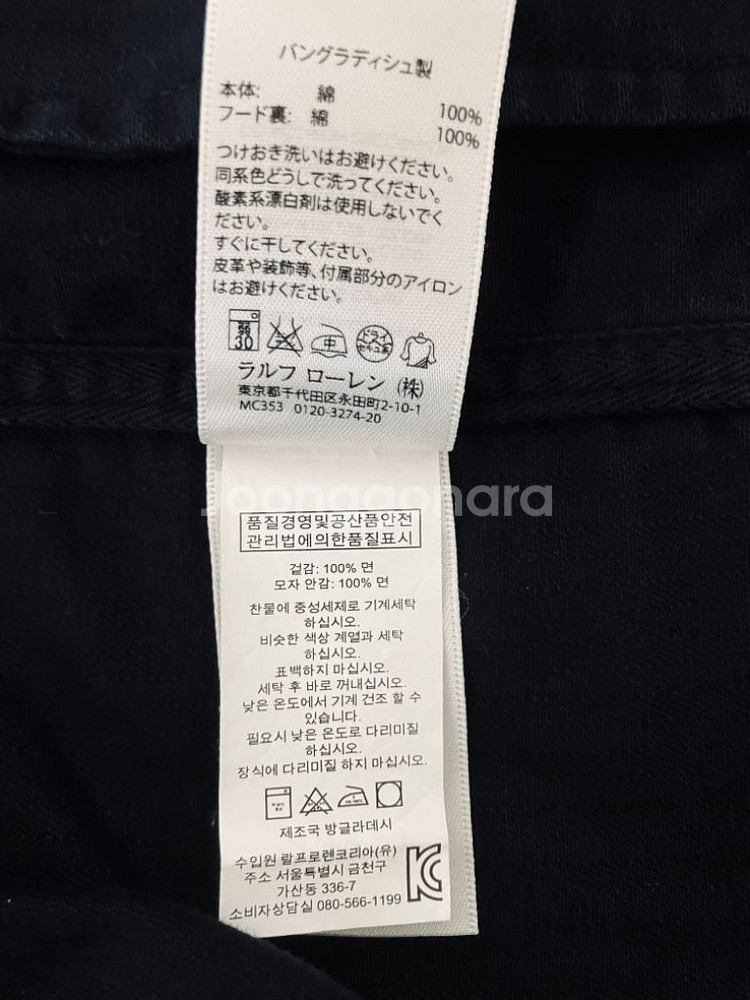 バングラディシュ製
本体: 綿 100%
フード裏: 綿 100%
つけおき洗いはお避けください。
同系色どうしで洗ってください。
酸素系漂白剤は使用しないでく
ださい。
すぐに干してください。
皮革や装飾等、付属部分のアイロン
はお避けください。
弱 30 中 ドライ セキユ系
ラルフ ローレン (株)
東京都千代田区永田町2-10-1
MC353 0120-3274-20
Joonggonara
품질경영및공산품안전
관리법에의한품질표시
겉감: 100% 면
모자 안감: 100% 면
찬물에 중성세제로 기계세탁
하십시오.
비슷한 색상 계열과 세탁
하십시오.
표백하지 마십시오.
세탁 후 바로 꺼내십시오.
낮은 온도에서 기계 건조 할 수
있습니다.
필요시 낮은 온도로 다리미질
하십시오.
장식에 다리미질 하지 마십시오.
제조국 방글라데시
수입원 랄프로렌코리아(유)
주소 서울특별시 금천구
가산동 336-7
소비자상담실 080-566-1199